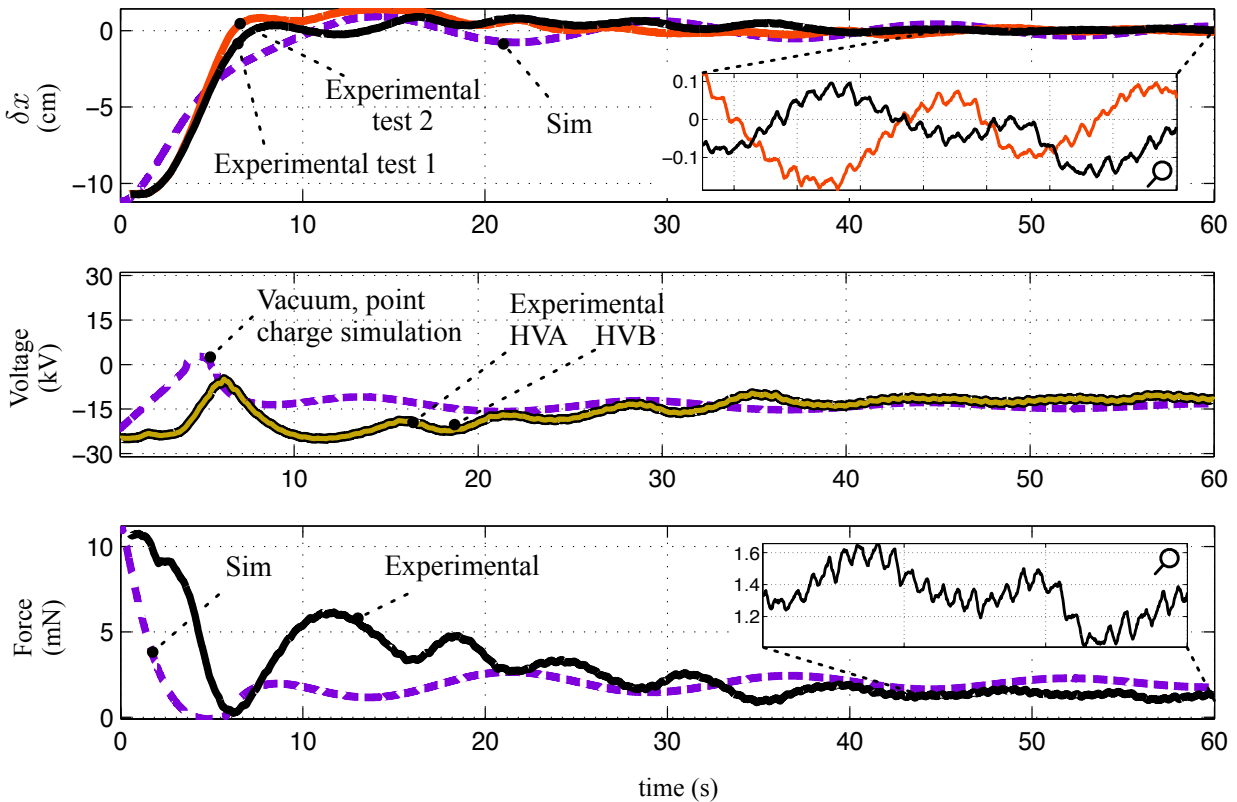 0
−5
−10
δx
(cm)
Experimental
test 2
Experimental test 1
Sim
0.1
0
−0.1
0 10 20 30 40 50 60
30
15
0
−15
−30
Voltage
(kV)
Vacuum, point
charge simulation
Experimental
HVA HVB
10 20 30 40 50 60
10
5
0
Force
(mN)
Sim
Experimental
1.6
1.4
1.2
0 10 20 30 40 50 60
time (s)